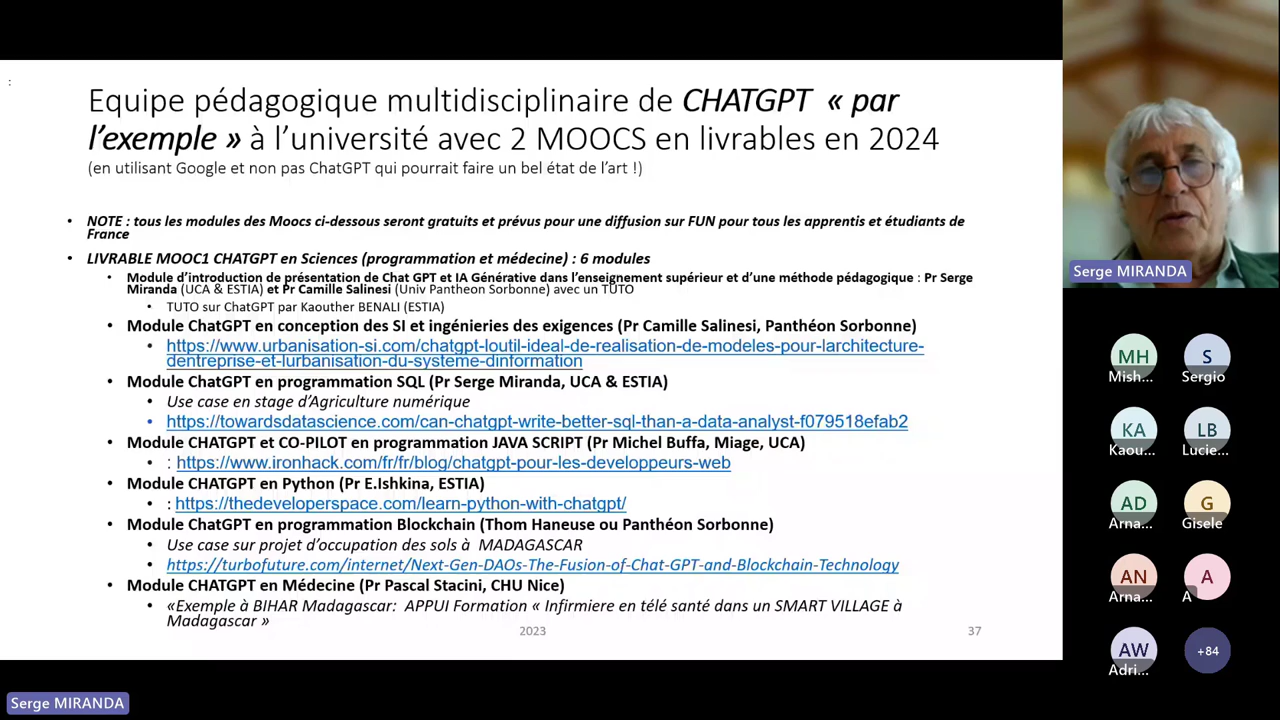 :
Equipe pédagogique multidisciplinaire de CHATGPT « par
l’exemple » à l’université avec 2 MOOCS en livrables en 2024
(en utilisant Google et non pas ChatGPT qui pourrait faire un bel état de l’art !)
• NOTE : tous les modules des Moocs ci-dessous seront gratuits et prévus pour une diffusion sur FUN pour tous les apprentis et étudiants de
France
• LIVRABLE MOOC1 CHATGPT en Sciences (programmation et médecine) : 6 modules
• Module d’introduction de présentation de Chat GPT et IA Générative dans l’enseignement supérieur et d’une méthode pédagogique : Pr Serge
Miranda (UCA & ESTIA) et Pr Camille Salinesi (Univ Pantheon Sorbonne) avec un TUTO
• TUTO sur ChatGPT par Kaouther BENALI (ESTIA)
• Module ChatGPT en conception des SI et ingénieries des exigences (Pr Camille Salinesi, Panthéon Sorbonne)
• https://www.urbanisation-si.com/chatgpt-loutil-ideal-de-realisation-de-modeles-pour-larchitecture-
dentreprise-et-lurbanisation-du-systeme-dinformation
• Module ChatGPT en programmation SQL (Pr Serge Miranda, UCA & ESTIA)
• Use case en stage d’Agriculture numérique
• https://towardsdatascience.com/can-chatgpt-write-better-sql-than-a-data-analyst-f079518efab2
• Module CHATGPT et CO-PILOT en programmation JAVA SCRIPT (Pr Michel Buffa, Miage, UCA)
• : https://www.ironhack.com/fr/fr/blog/chatgpt-pour-les-developpeurs-web
• Module ChatGPT en Python (Pr E.Ishkina, ESTIA)
• : https://thedeveloperspace.com/learn-python-with-chatgpt/
• Module ChatGPT en programmation Blockchain (Thom Haneuse ou Panthéon Sorbonne)
• Use case sur projet d’occupation des sols à MADAGASCAR
• https://turbofuture.com/internet/Next-Gen-DAOs-The-Fusion-of-Chat-GPT-and-Blockchain-Technology
• Module CHATGPT en Médecine (Pr Pascal Stacini, CHU Nice)
• «Exemple à BIHAR Madagascar: APPUI Formation « Infirmiere en télé santé dans un SMART VILLAGE à
Madagascar »
2023
37
Serge MIRANDA
MH
Mish...
S
Sergio
KA
Kaou...
LB
Lucie...
AD
Arna...
G
Gisele
AN
Arna...
A
A
AW
Adri...
+84
Serge MIRANDA